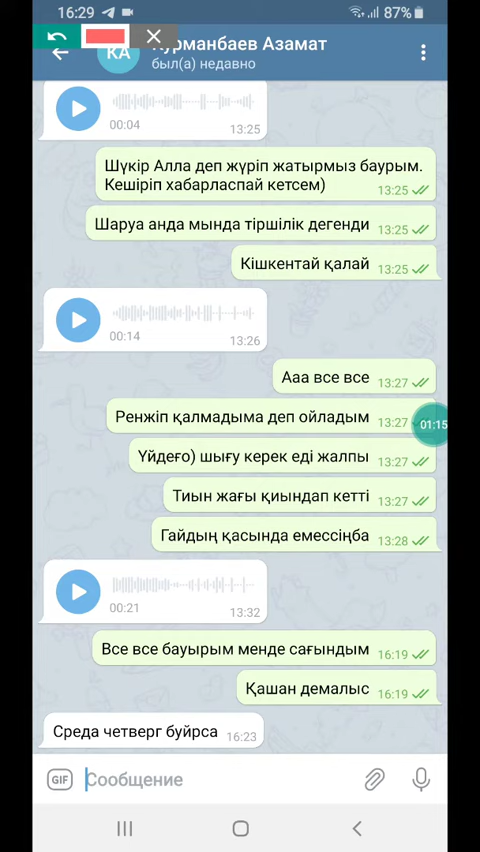 16:29 87%
КА Курманбаев Азамат
был(а) недавно
00:04 13:25
Шүкір Алла деп жүріп жатырмыз баурым.
Кешіріп хабарласпай кетсем) 13:25
Шаруа анда мында тіршілік дегенди 13:25
Кішкентай қалай 13:25
00:14 13:26
Ааа все все 13:27
Ренжіп қалмадыма деп ойладым 13:27
01:15
Үйдеғо) шығу керек еді жалпы 13:27
Тиын жағы қиындап кетті 13:27
Гайдың қасында емессіңба 13:28
00:21 13:32
Все все бауырым менде сағындым 16:19
Қашан демалыс 16:19
Среда четверг буйрса 16:23
GIF Сообщение